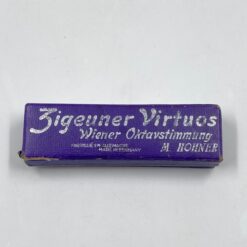 Zigeuner Virtuos
Wiener Oktavstimmung
M. HOHNER
MADE IN GERMANY